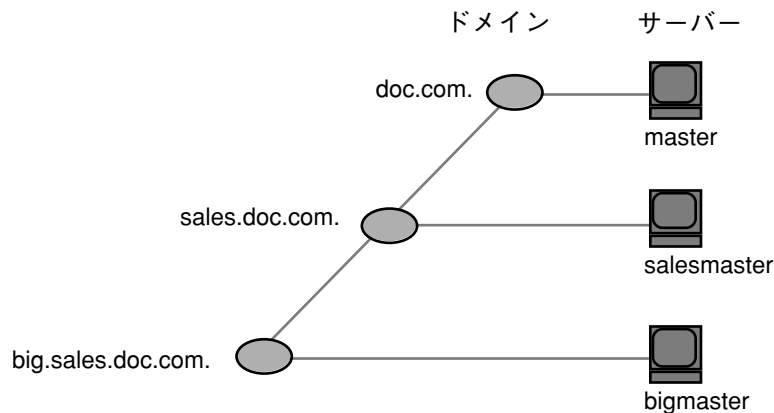 ドメイン サーバー
doc.com.
master
sales.doc.com.
salesmaster
big.sales.doc.com.
bigmaster